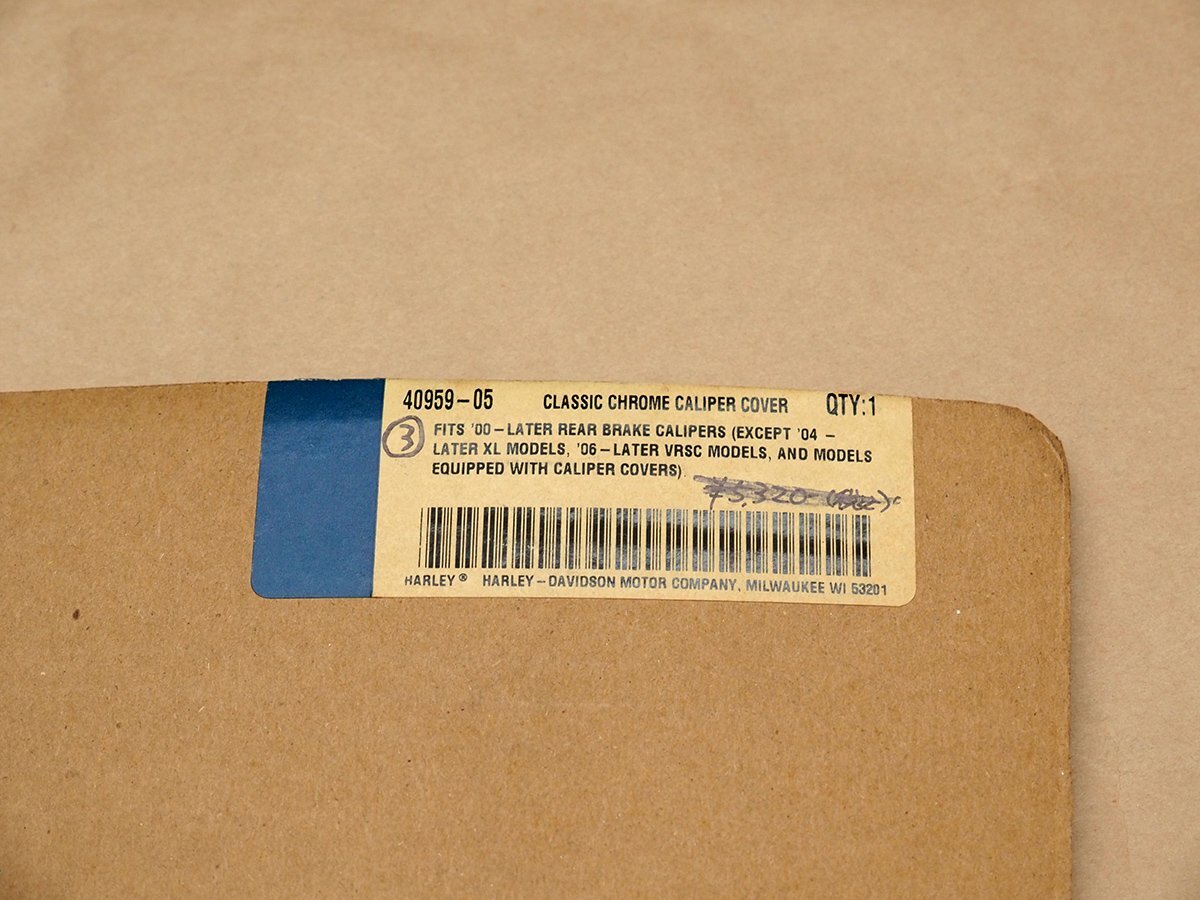 40959-05 CLASSIC CHROME CALIPER COVER QTY:1
③ FITS '00-LATER REAR BRAKE CALIPERS (EXCEPT '04 -
LATER XL MODELS, '06-LATER VRSC MODELS, AND MODELS
EQUIPPED WITH CALIPER COVERS)
¥5,320
HARLEY® HARLEY-DAVIDSON MOTOR COMPANY, MILWAUKEE WI 53201